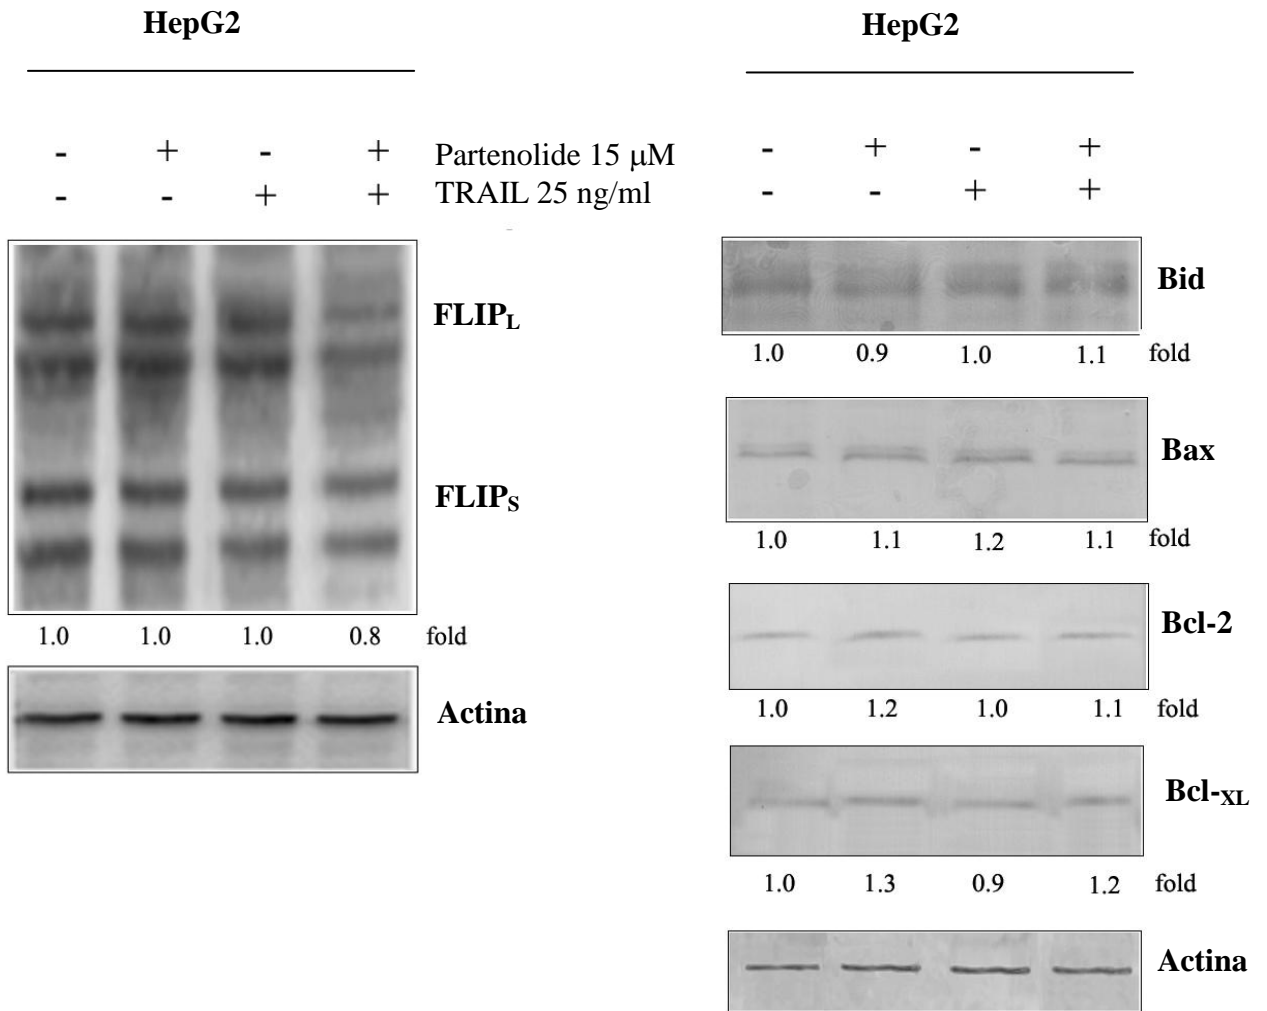 HepG2
- + - + Partenolide 15 μM
- - + + TRAIL 25 ng/ml
FLIPL
FLIPS
1.0 1.0 1.0 0.8 fold
Actina
HepG2
- + - +
- - + +
Bid
1.0 0.9 1.0 1.1 fold
Bax
1.0 1.1 1.2 1.1 fold
Bcl-2
1.0 1.2 1.0 1.1 fold
Bcl-XL
1.0 1.3 0.9 1.2 fold
Actina